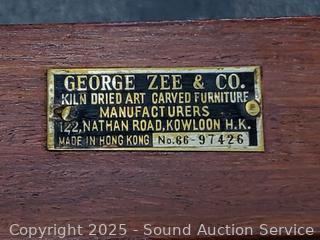 GEORGE ZEE & CO.
KILN DRIED ART CARVED FURNITURE
MANUFACTURERS
122, NATHAN ROAD, KOWLOON H.K.
MADE IN HONG KONG No. 66-97426
Copyright 2025 - Sound Auction Service